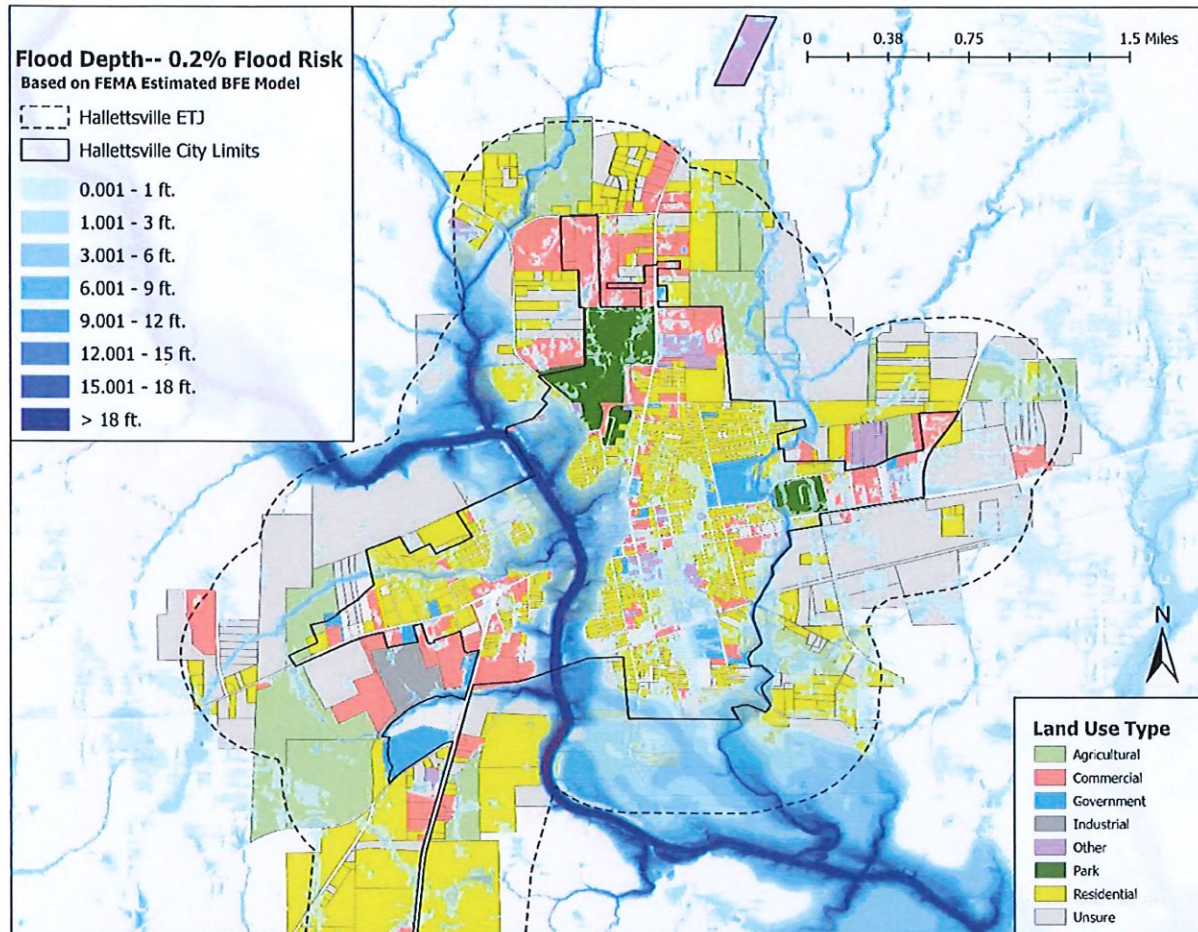 Flood Depth-- 0.2% Flood Risk
Based on FEMA Estimated BFE Model
Hallettsville ETJ
Hallettsville City Limits
0.001 - 1 ft.
1.001 - 3 ft.
3.001 - 6 ft.
6.001 - 9 ft.
9.001 - 12 ft.
12.001 - 15 ft.
15.001 - 18 ft.
> 18 ft.
0 0.38 0.75 1.5 Miles
N
Land Use Type
Agricultural
Commercial
Government
Industrial
Other
Park
Residential
Unsure